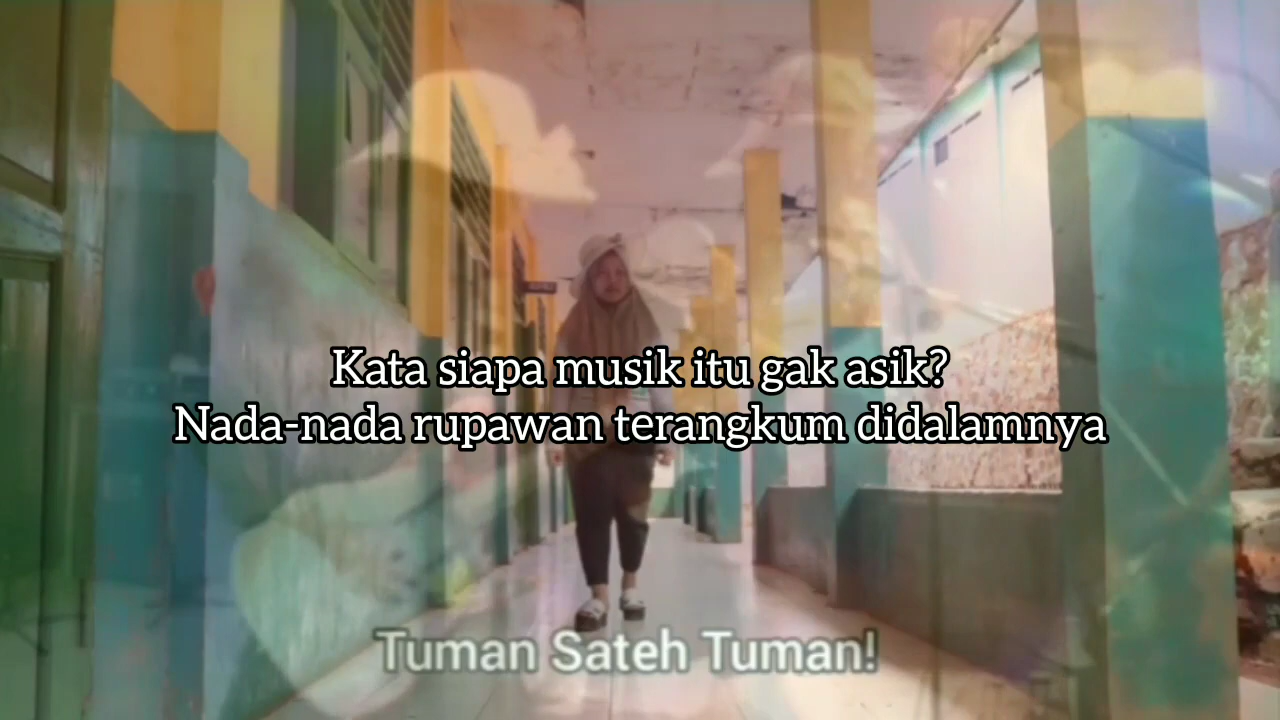 Kata siapa musik itu gak asik?
Nada-nada rupawan terangkum didalamnya
Tuman Sateh Tuman!